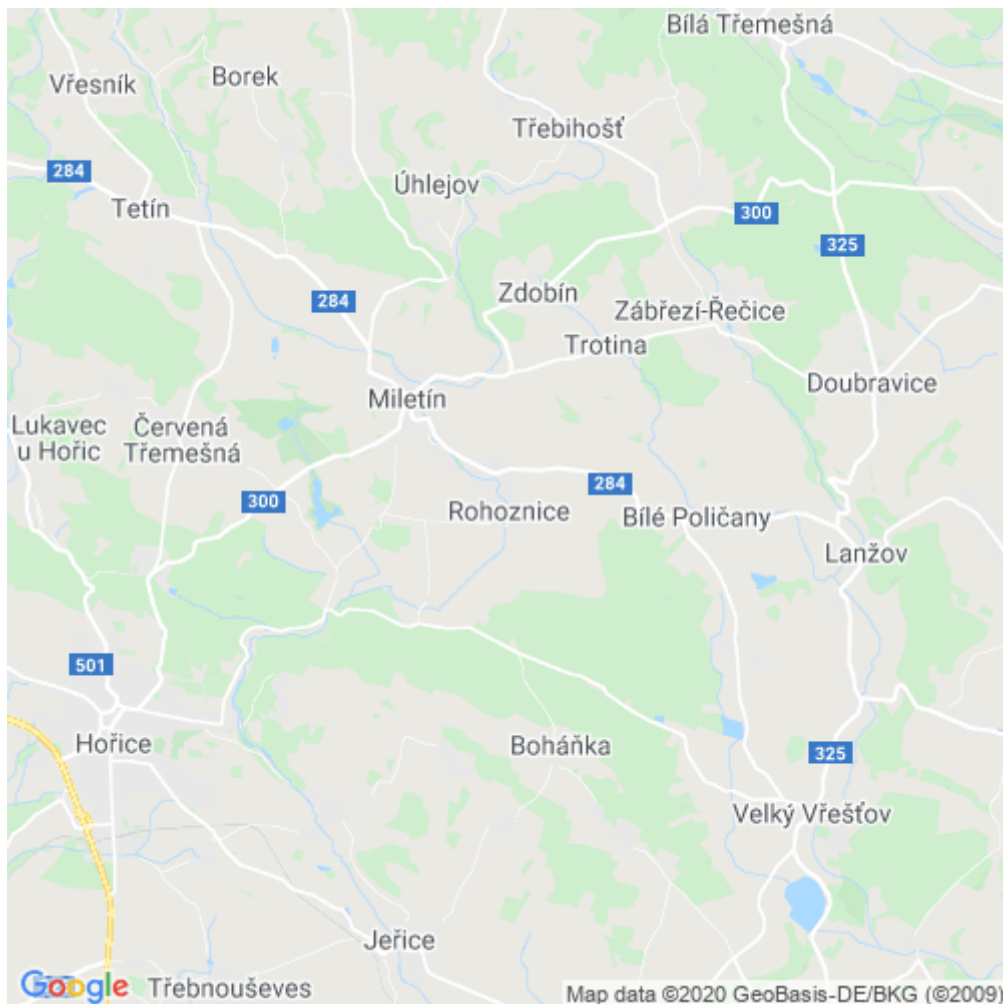 Bílá Třemešná
Borek
Vřesník
Třebihošť
284
Úhlejov
Tetín
300
325
Zdobín
284
Zábřezí-Řečice
Trotina
Doubravice
Miletín
Lukavec
u Hořic
Červená
Třemešná
284
300
Rohoznice
Bílé Poličany
Lanžov
501
Hořice
Boháňka
325
Velký Vřešťov
Jeřice
Google
Třebnouševes
Map data ©2020 GeoBasis-DE/BKG (©2009)